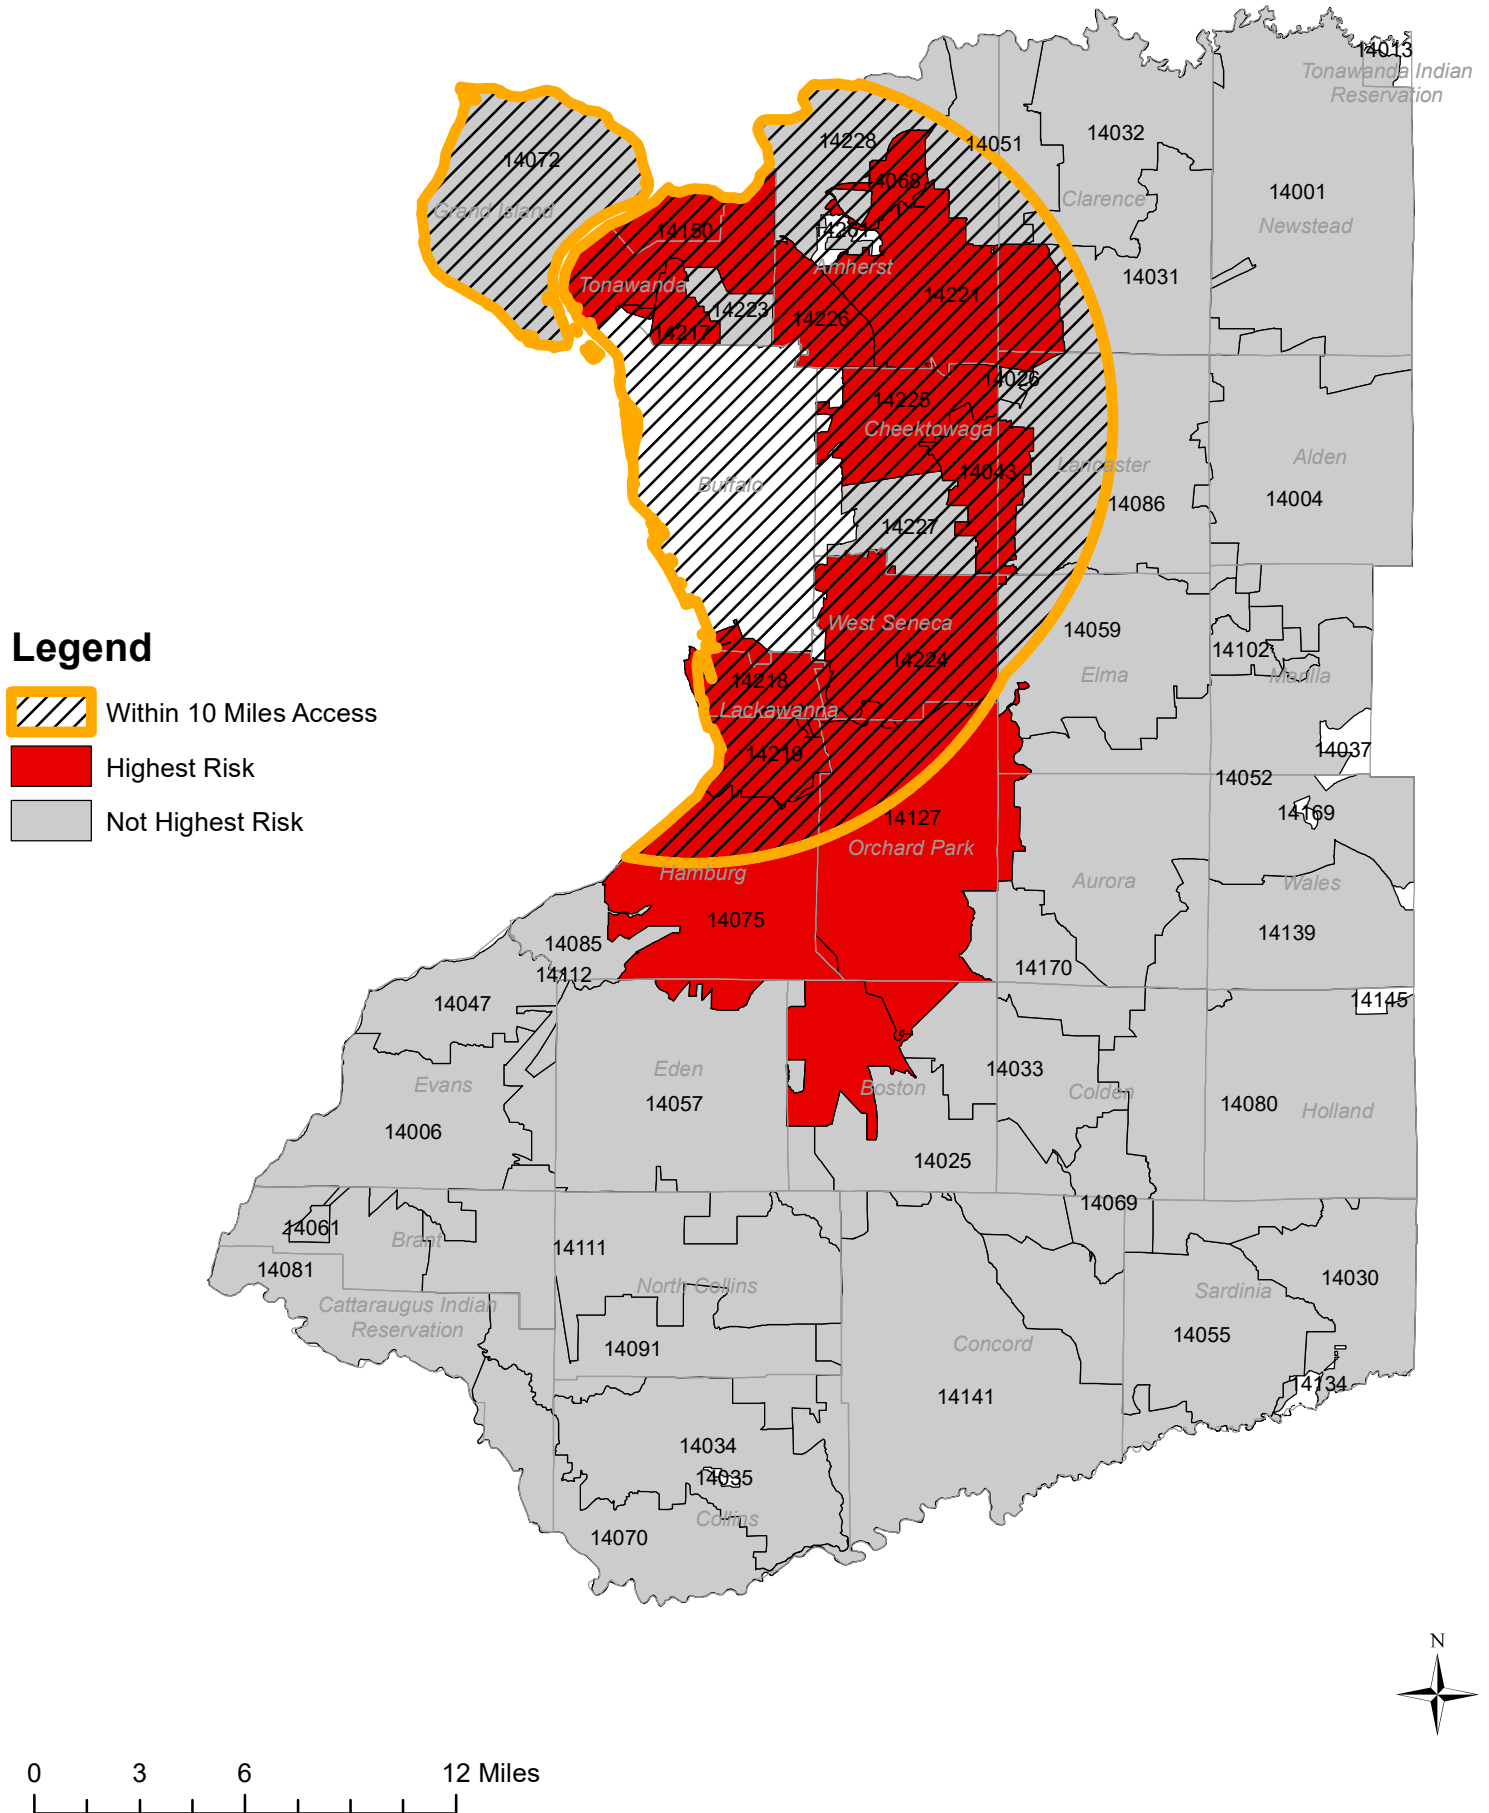 14013
Tonawanda Indian
Reservation
14032
14228
14051
14072
14068
14001
Clarence
Grand Island
Newstead
14150
14261
Amherst
14031
Tonawanda
14221
14223
14226
14217
14026
14225
Cheektowaga
Alden
Lancaster
14043
Buffalo
14004
14086
14227
West Seneca
14059
Legend
14102
14224
Elma
Marilla
14218
Lackawanna
Within 10 Miles Access
14037
14219
Highest Risk
14052
14169
14127
Not Highest Risk
Orchard Park
Hamburg
Aurora
Wales
14075
14139
14085
14170
14112
14047
14145
Eden
14033
Evans
Boston
Colden
14057
14080
Holland
14006
14025
14069
14061
Brant
14111
14081
14030
North Collins
Sardinia
Cattaraugus Indian
Reservation
14055
Concord
14091
14134
14141
14034
14035
Collins
14070
N
0 3 6 12 Miles